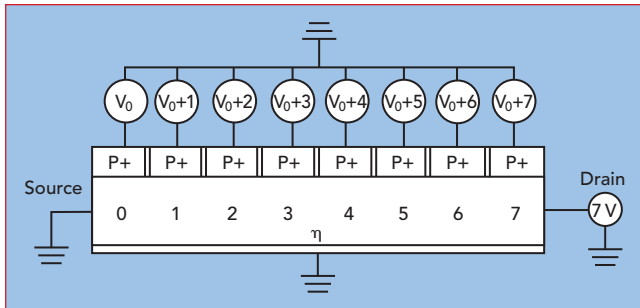 V0 V0+1 V0+2 V0+3 V0+4 V0+5 V0+6 V0+7
P+ P+ P+ P+ P+ P+ P+ P+
Source Drain
0 1 2 3 4 5 6 7 7 V
η